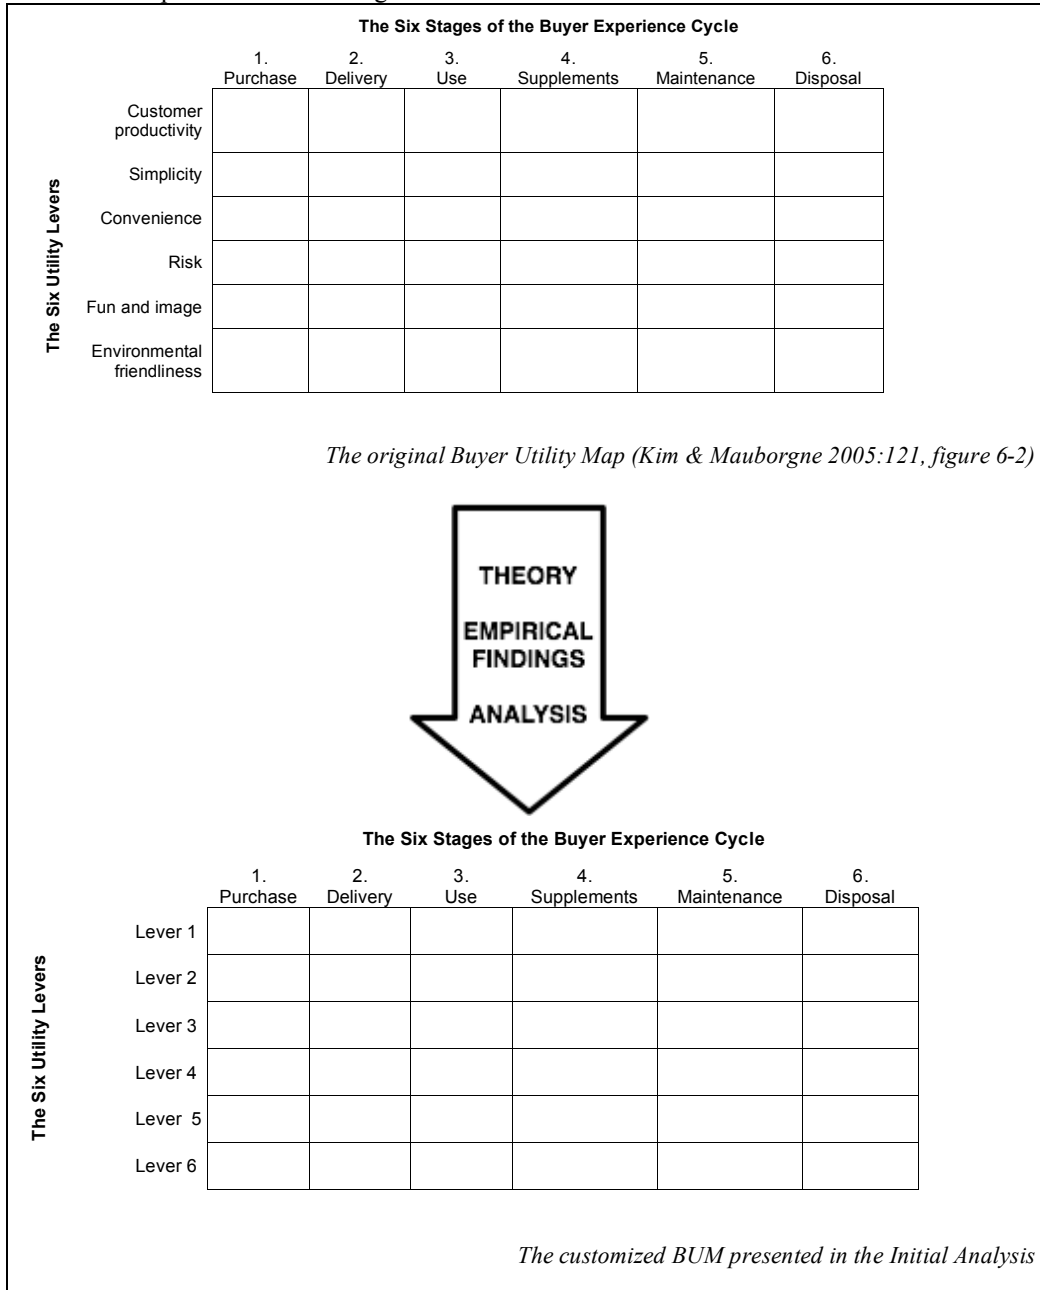 The Six Stages of the Buyer Experience Cycle
1. 2. 3. 4. 5. 6.
Purchase Delivery Use Supplements Maintenance Disposal
The Six Utility Levers
Customer
productivity
Simplicity
Convenience
Risk
Fun and image
Environmental
friendliness
The original Buyer Utility Map (Kim & Mauborgne 2005:121, figure 6-2)
THEORY
EMPIRICAL
FINDINGS
ANALYSIS
The Six Stages of the Buyer Experience Cycle
1. 2. 3. 4. 5. 6.
Purchase Delivery Use Supplements Maintenance Disposal
The Six Utility Levers
Lever 1
Lever 2
Lever 3
Lever 4
Lever 5
Lever 6
The customized BUM presented in the Initial Analysis